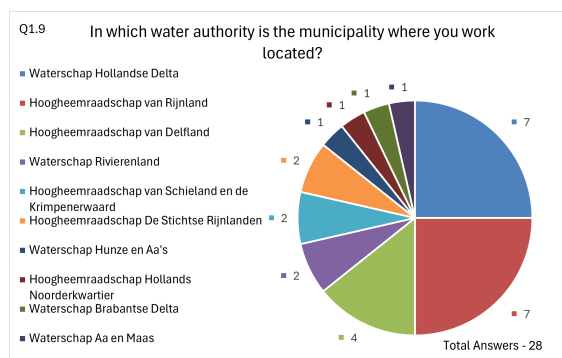 Q1.9
In which water authority is the municipality where you work
located?
Waterschap Hollandse Delta
Hoogheemraadschap van Rijnland
Hoogheemraadschap van Delfland
Waterschap Rivierenland
Hoogheemraadschap van Schieland en de
Krimpenerwaard
Hoogheemraadschap De Stichtse Rijnlanden
Waterschap Hunze en Aa's
Hoogheemraadschap Hollands
Noorderkwartier
Waterschap Brabantse Delta
Waterschap Aa en Maas
7
7
4
2
2
2
1
1
1
1
Total Answers - 28